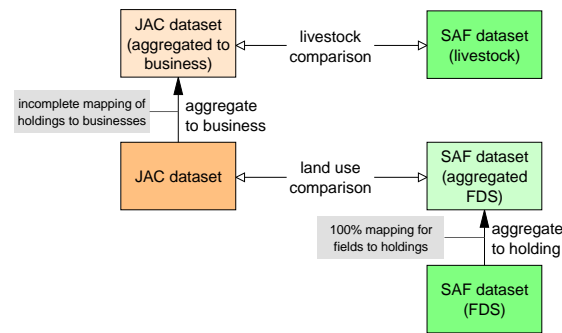 JAC dataset
(aggregated to
business)
livestock
comparison
SAF dataset
(livestock)
incomplete mapping of
holdings to businesses
aggregate
to business
JAC dataset
land use
comparison
SAF dataset
(aggregated
FDS)
100% mapping for
fields to holdings
aggregate
to holding
SAF dataset
(FDS)